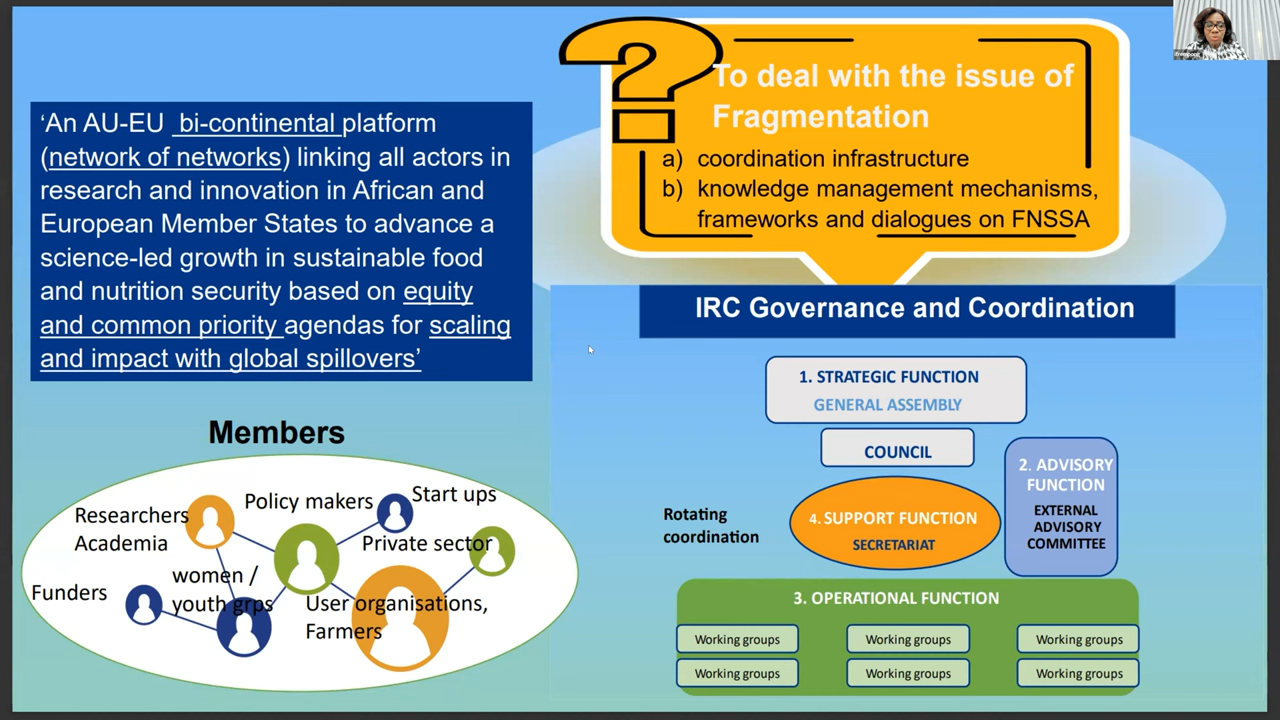 ‘An AU-EU bi-continental platform
(network of networks) linking all actors in
research and innovation in African and
European Member States to advance a
science-led growth in sustainable food
and nutrition security based on equity
and common priority agendas for scaling
and impact with global spillovers’
?
To deal with the issue of
Fragmentation
a) coordination infrastructure
b) knowledge management mechanisms,
frameworks and dialogues on FNSSA
Members
Researchers
Academia
Policy makers
Start ups
Private sector
Funders
women /
youth grps
User organisations,
Farmers
IRC Governance and Coordination
1. STRATEGIC FUNCTION
GENERAL ASSEMBLY
COUNCIL
2. ADVISORY
FUNCTION
EXTERNAL
ADVISORY
COMMITTEE
Rotating
coordination
4. SUPPORT FUNCTION
SECRETARIAT
3. OPERATIONAL FUNCTION
Working groups
Working groups
Working groups
Working groups
Working groups
Working groups